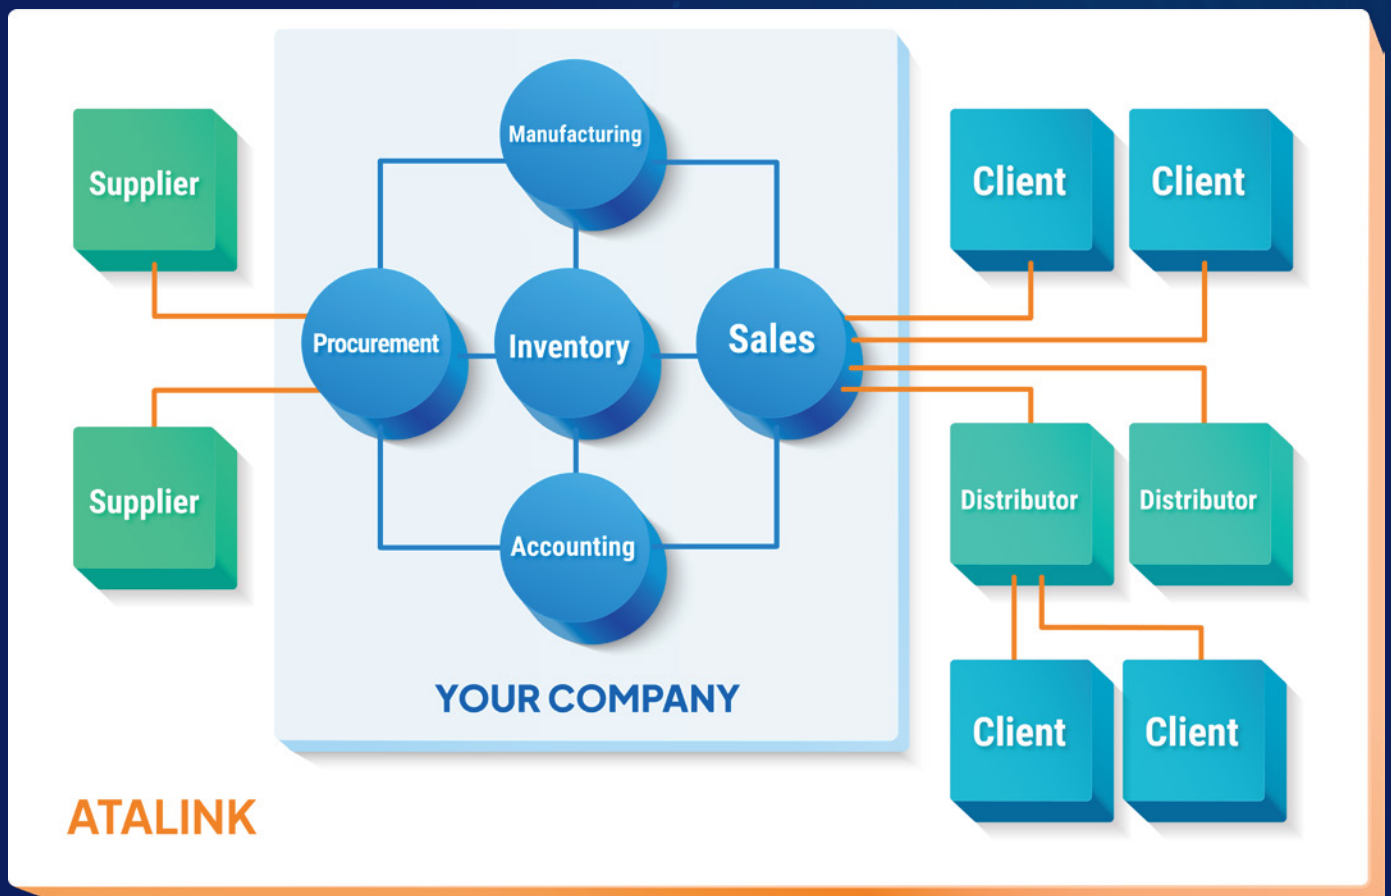 Manufacturing
Supplier
Client
Client
Procurement
Inventory
Sales
Supplier
Distributor
Distributor
Accounting
YOUR COMPANY
Client
Client
ATALINK